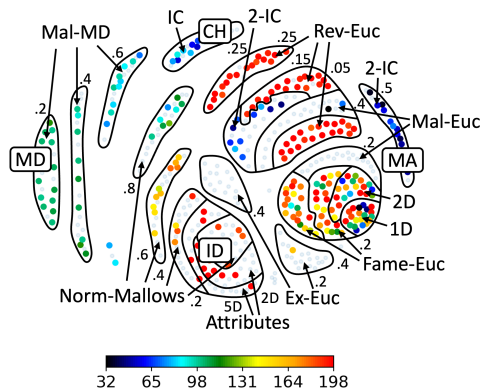 IC
2-IC
CH
Mal-MD
Rev-Euc
.6
.25
.25
.15
.05
.4
2-IC
.5
.2
.4
Mal-Euc
MD
.2
MA
.8
2D
.4
1D
ID
.6
.4
.2
.4
Fame-Euc
.2
Norm-Mallows
.2
5D
2D
Ex-Euc
Attributes
32
65
98
131
164
198